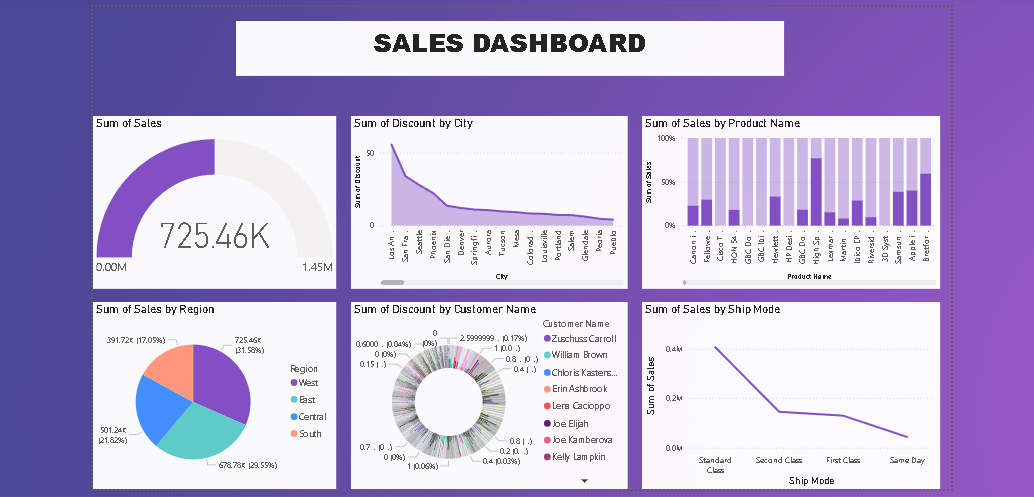 SALES DASHBOARD
Sum of Sales
725.46K
0.00M
1.45M
Sum of Discount by City
Sum of Discount
50
0
Los An...
San Fra...
Seattle
Phoenix
San Die...
Denver
Springfi...
Aurora
Tucson
Mesa
Colorad...
Louisville
Portland
Salem
Glendale
Peoria
Pueblo
City
Sum of Sales by Product Name
Sum of Sales
100%
50%
0%
Canon i...
Fellowe...
Cisco T...
HON 54...
GBC Do...
GBC Ibi...
Hewlett...
HP Desi...
GBC Do...
High Sp...
Lexmar...
Martin ...
Ibico EP...
Riversid...
3D Syst...
Samsun...
Apple i...
Bretfor...
Product Name
Sum of Sales by Region
391.72K (17.05%)
725.46K
(31.58%)
501.24K
(21.82%)
678.78K (29.55%)
Region
West
East
Central
South
Sum of Discount by Customer Name
0
(0%)
0.6000... (0.04%)
0 (0%)
0.15 (...)
2.5999999... (0.17%)
1 (0.0...)
0.8... (0...)
0.4 (...)
0.7... (0...)
0 (0%)
1 (0.06%)
0.8 (...)
0.2 (0...)
0.4 (0.03%)
Customer Name
Zuschuss Carroll
William Brown
Chloris Kastens...
Erin Ashbrook
Lena Cacioppo
Joe Elijah
Joe Kamberova
Kelly Lampkin
Sum of Sales by Ship Mode
Sum of Sales
0.4M
0.2M
0.0M
Standard
Class
Second Class
First Class
Same Day
Ship Mode